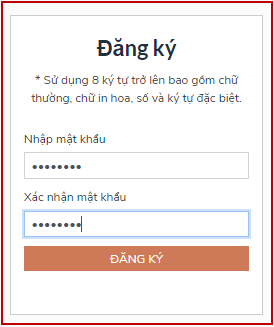 Đăng ký
* Sử dụng 8 ký tự trở lên bao gồm chữ
thường, chữ in hoa, số và ký tự đặc biệt.
Nhập mật khẩu
••••••••
Xác nhận mật khẩu
••••••••
ĐĂNG KÝ